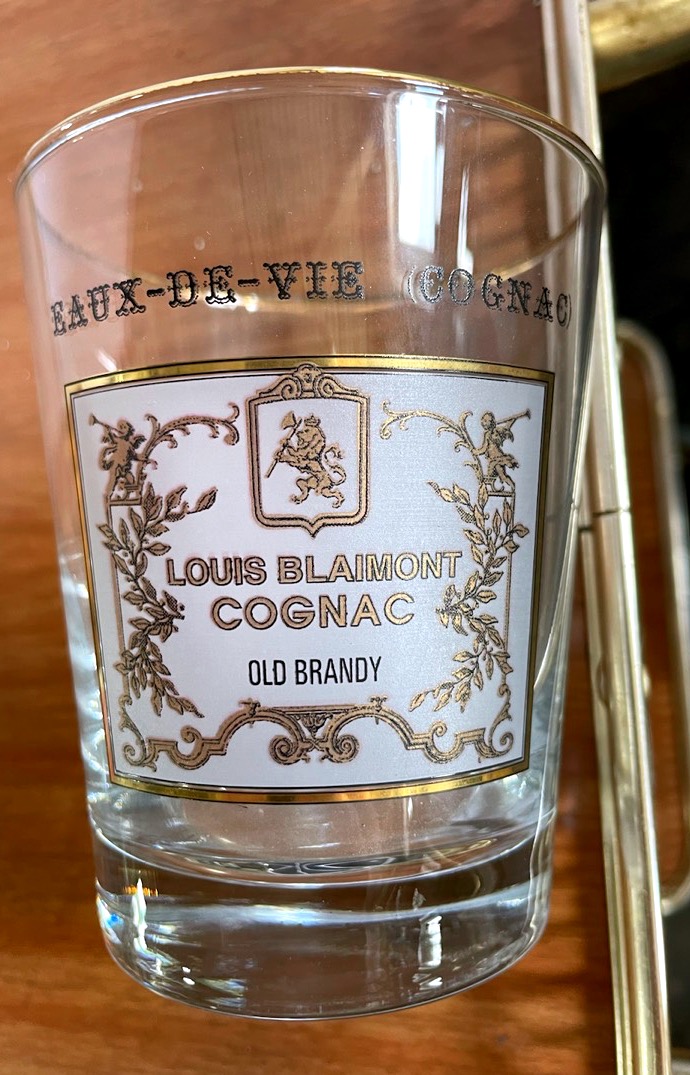 EAUX-DE-VIE (COGNAC)
LOUIS BLAIMONT
COGNAC
OLD BRANDY